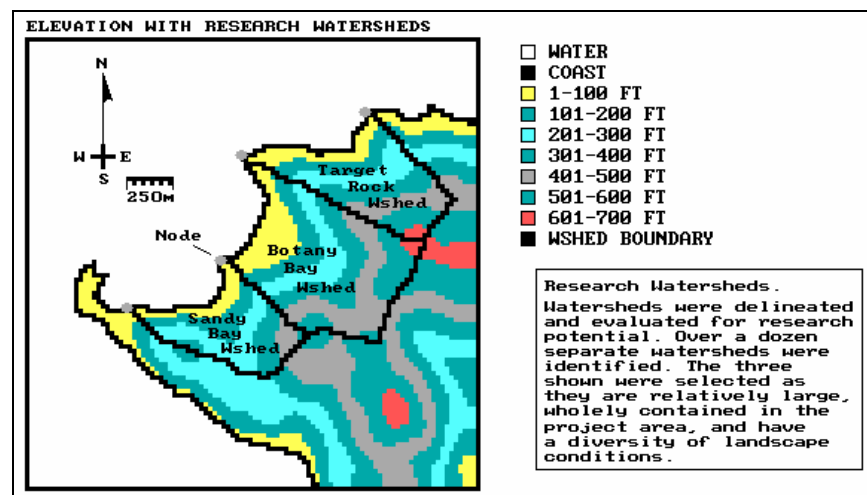 ELEVATION WITH RESEARCH WATERSHEDS
N
W E
S
250M
Node
Target
Rock
Wshed
Botany
Bay
Wshed
Sandy
Bay
Wshed
WATER
COAST
1-100 FT
101-200 FT
201-300 FT
301-400 FT
401-500 FT
501-600 FT
601-700 FT
WSHED BOUNDARY
Research Watersheds.
Watersheds were delineated
and evaluated for research
potential. Over a dozen
separate watersheds were
identified. The three
shown were selected as
they are relatively large,
wholely contained in the
project area, and have
a diversity of landscape
conditions.